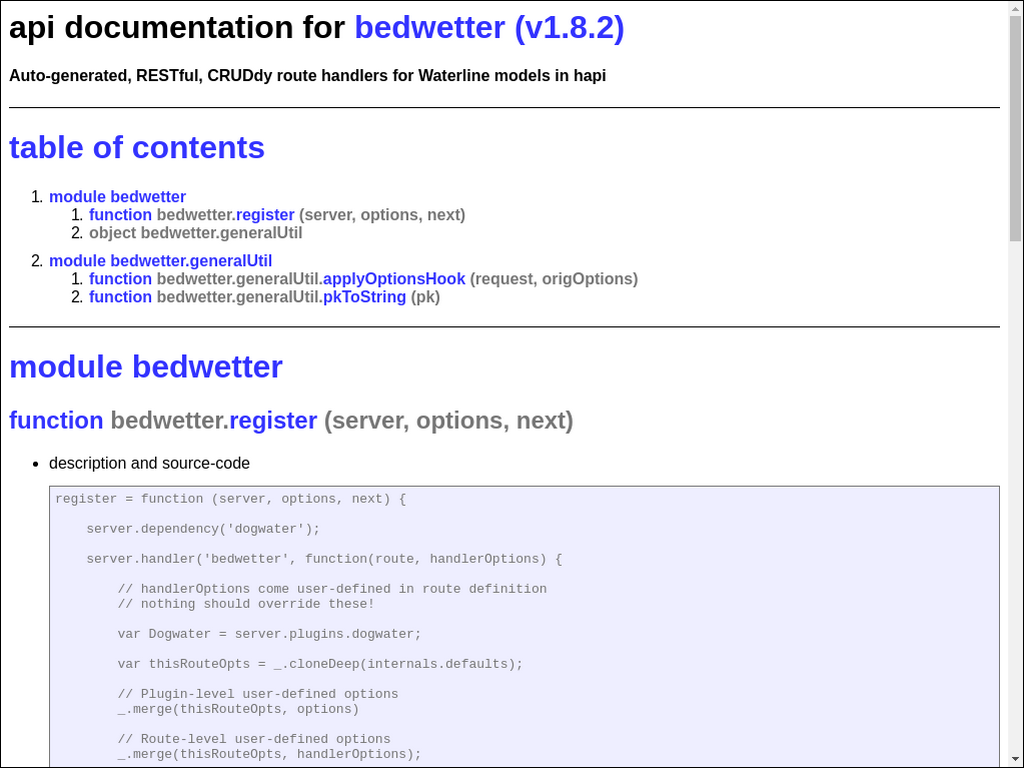 api documentation for bedwetter (v1.8.2)
Auto-generated, RESTful, CRUDdy route handlers for Waterline models in hapi
table of contents
1. module bedwetter
1. function bedwetter.register (server, options, next)
2. object bedwetter.generalUtil
2. module bedwetter.generalUtil
1. function bedwetter.generalUtil.applyOptionsHook (request, origOptions)
2. function bedwetter.generalUtil.pkToString (pk)
module bedwetter
function bedwetter.register (server, options, next)
• description and source-code
register = function (server, options, next) {
server.dependency('dogwater');
server.handler('bedwetter', function(route, handlerOptions) {
// handlerOptions come user-defined in route definition
// nothing should override these!
var Dogwater = server.plugins.dogwater;
var thisRouteOpts = _.cloneDeep(internals.defaults);
// Plugin-level user-defined options
_.merge(thisRouteOpts, options)
// Route-level user-defined options
_.merge(thisRouteOpts, handlerOptions);